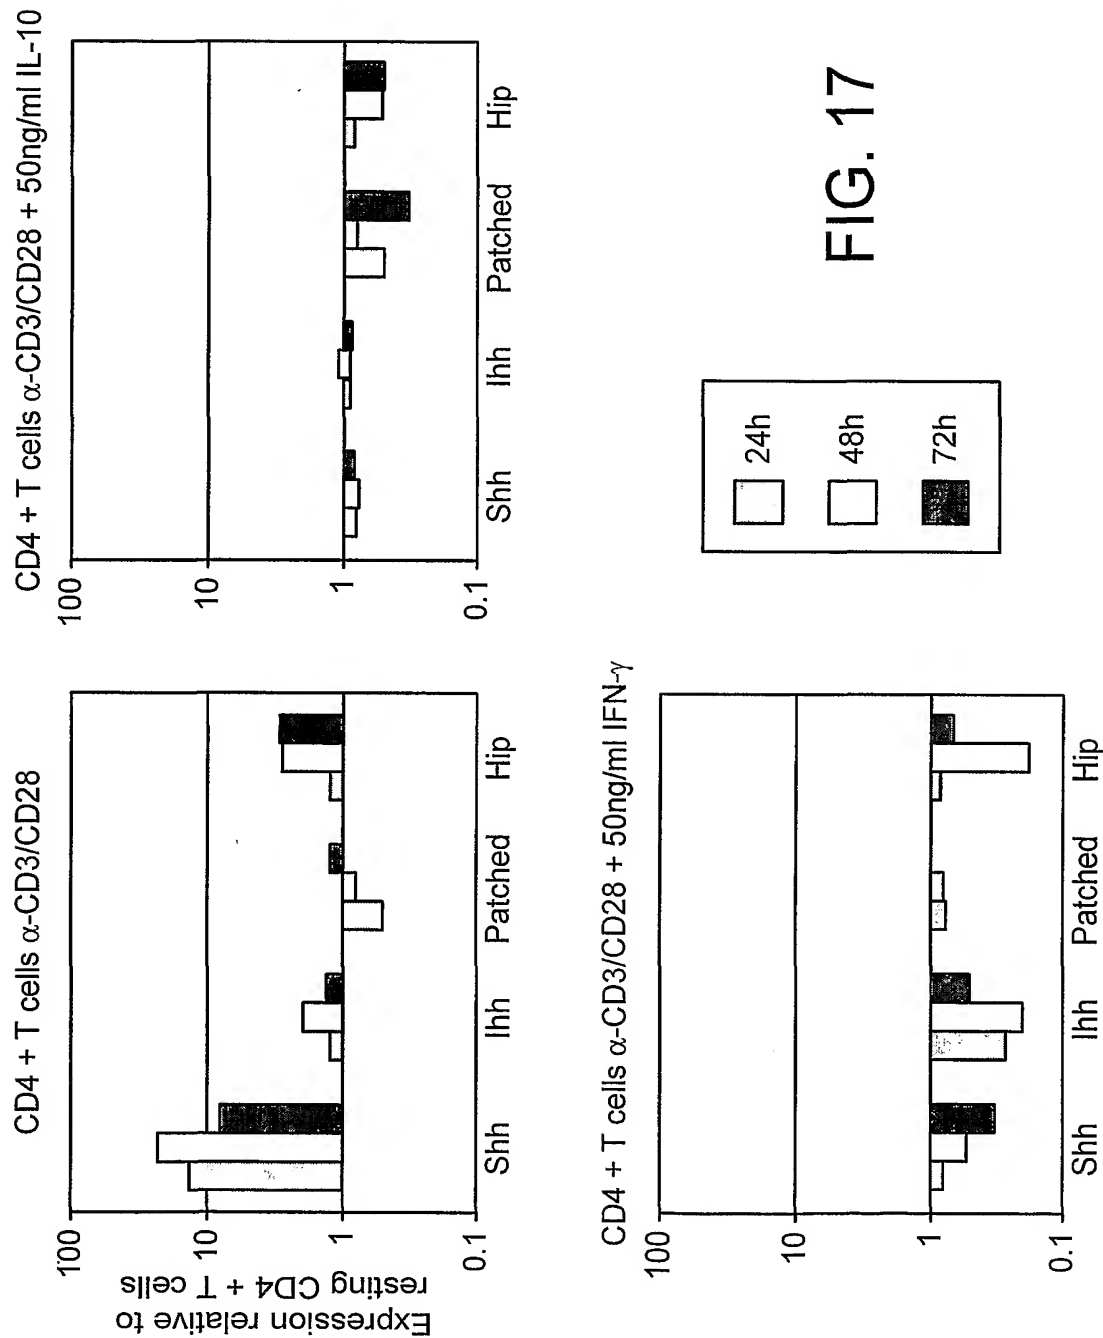 CD4 + T cells α-CD3/CD28
Expression relative to
resting CD4 + T cells
100
10
1
0.1
Shh
Ihh
Patched
Hip
CD4 + T cells α-CD3/CD28 + 50ng/ml IL-10
100
10
1
0.1
Shh
Ihh
Patched
Hip
CD4 + T cells α-CD3/CD28 + 50ng/ml IFN-γ
100
10
1
0.1
Shh
Ihh
Patched
Hip
24h
48h
72h
FIG. 17